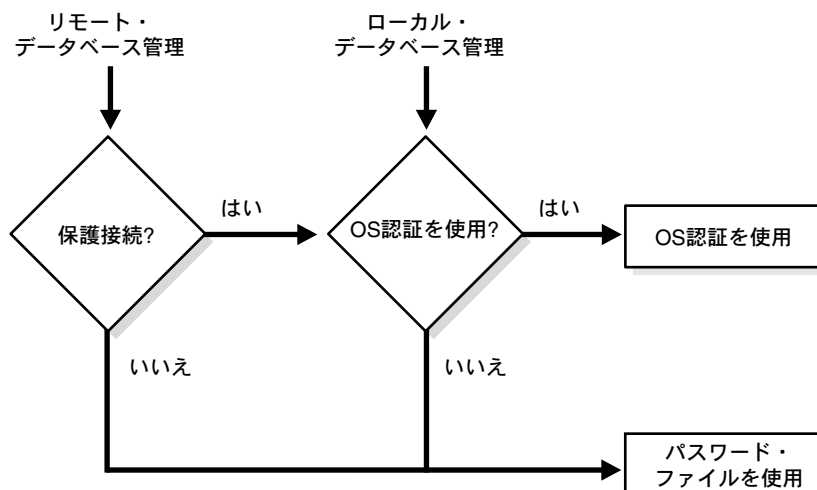 リモート・
データベース管理
ローカル・
データベース管理
保護接続?
はい
OS認証を使用?
はい
OS認証を使用
いいえ
いいえ
パスワード・
ファイルを使用